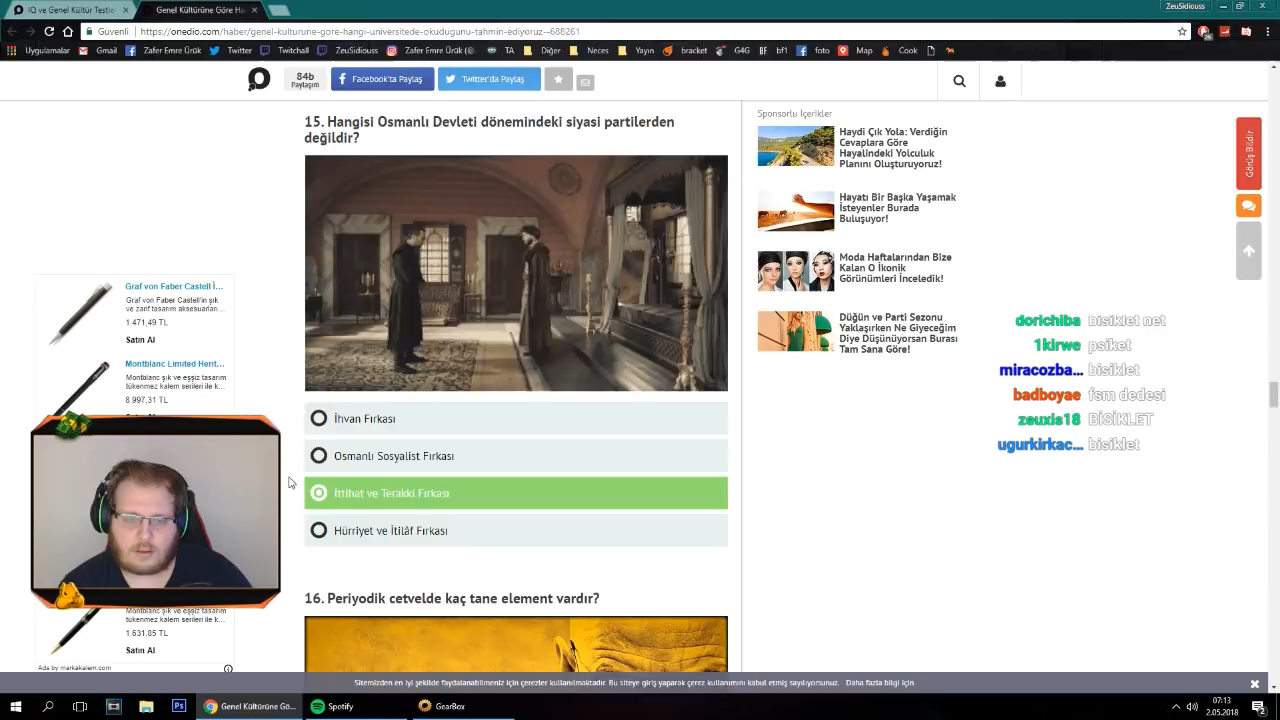 IQ ve Genel Kültür Testi
Genel Kültürüne Göre Ha
ZeuSidiouss
Güvenli
https://onedio.com/haber/genel-kulturune-gore-hangi-universitede-okudugunu-tahmin-ediyoruz--688261
Uygulamalar
Facebook
Zafer Emre Ürük
Twitter
Twitchall
ZeuSidiouss
Instagram
Zafer Emre Ürük (@
TA
Diğer
Neces
Yayın
bracket
G4G
BF
bf1
foto
Map
Alarm
Cook
84b
Paylaşım
Facebook'ta Paylaş
Twitter'da Paylaş
15. Hangisi Osmanlı Devleti dönemindeki siyasi partilerden
değildir?
İhvan Fırkası
Osmanlı Sosyalist Fırkası
İttihat ve Terakki Fırkası
Hürriyet ve İtilâf Fırkası
16. Periyodik cetvelde kaç tane element vardır?
Sponsorlu İçerikler
Haydi Çık Yola: Verdiğin
Cevaplara Göre
Hayalindeki Yolculuk
Planını Oluşturuyoruz!
Hayatı Bir Başka Yaşamak
İsteyenler Burada
Buluşuyor!
Moda Haftalarından Bize
Kalan O İkonik
Görünümleri İnceledik!
Düğün ve Parti Sezonu
Yaklaşırken Ne Giyeceğim
Diye Düşünüyorsan Burası
Tam Sana Göre!
Görüş Bildir
Graf von Faber Castell İ...
Graf von Faber Castell'in şık
ve zarif tasarım aksesuarları...
1.471,49 TL
Satın Al
Montblanc Limited Herit...
Montblanc şık ve eşsiz tasarım
tükenmez kalem serileri ile k...
8.997,31 TL
Montblanc şık ve eşsiz tasarım
tükenmez kalem serileri ile k...
1.631,85 TL
Satın Al
Ads by markakalem.com
dorichiba bisiklet net
1kirwe psiket
miracozba... bisiklet
badboyae fsm dedesi
zeuxis18 BİSİKLET
ugurkirkac... bisiklet
Sitemizden en iyi şekilde faydalanabilmeniz için çerezler kullanılmaktadır. Bu siteye giriş yaparak çerez kullanımını kabul etmiş sayılıyorsunuz. Daha fazla bilgi için
Genel Kültürüne Gö...
Spotify
GearBox
07:13
2.05.2018